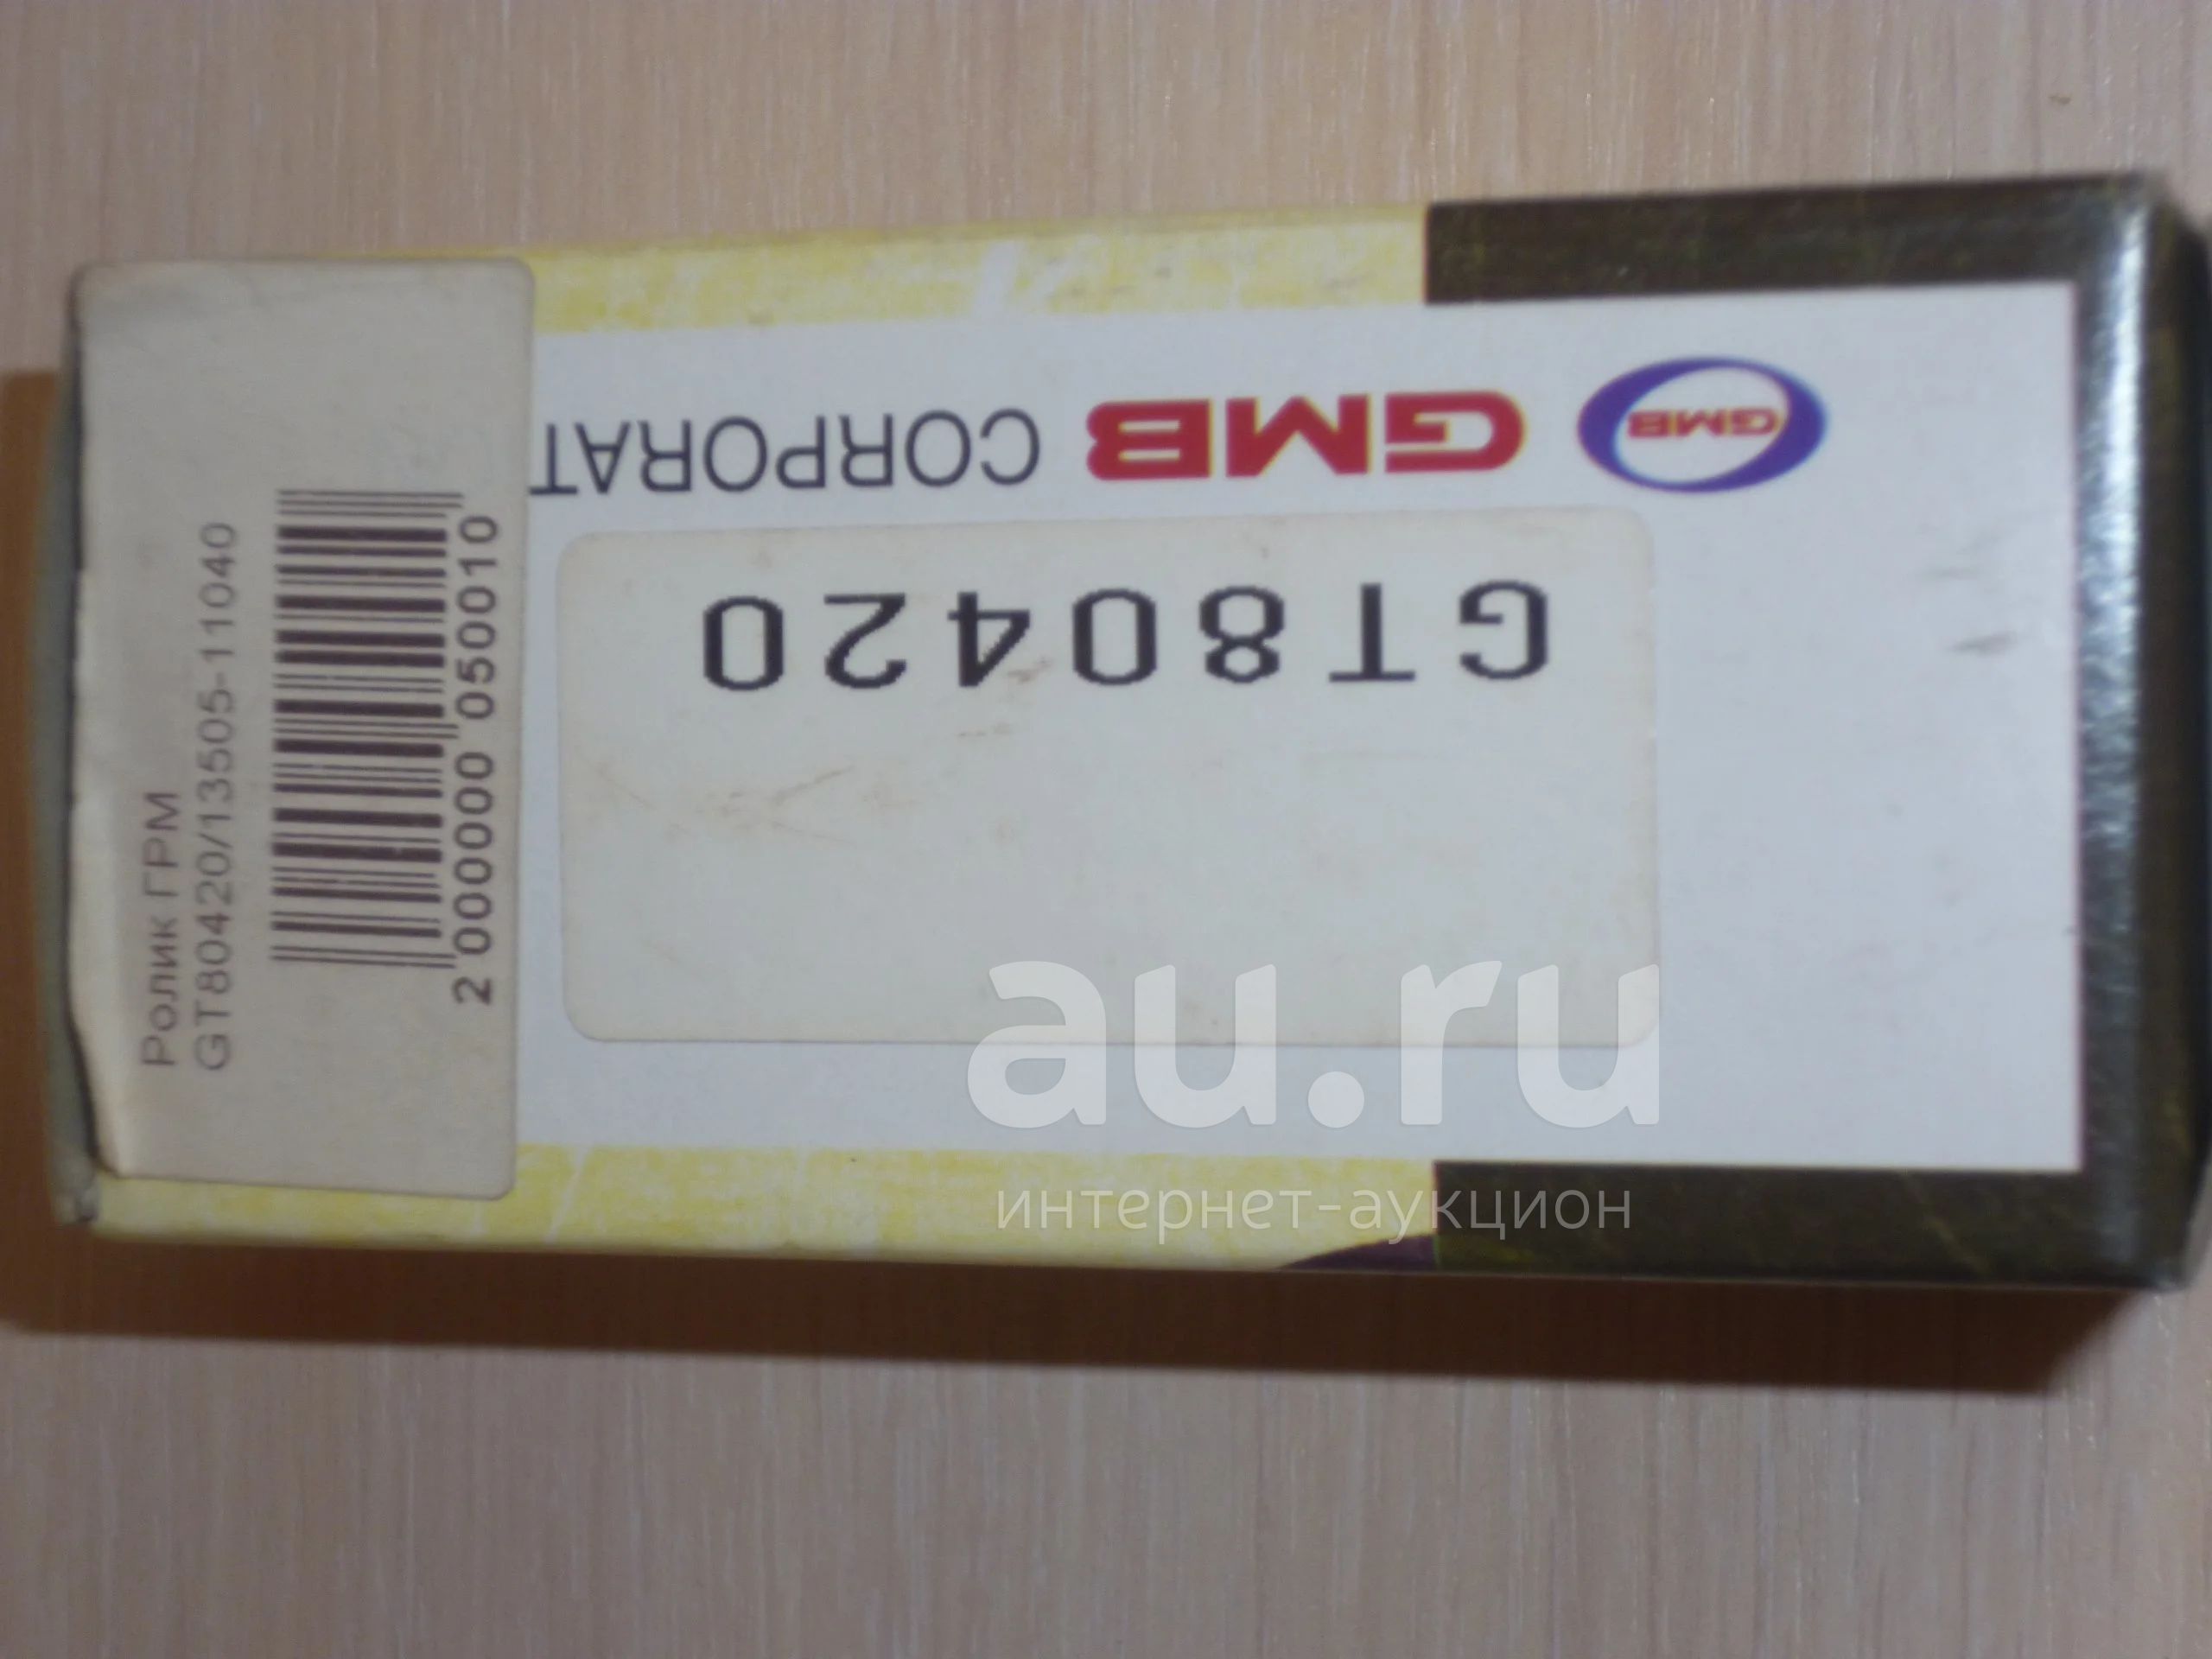 GMB
GMB CORPORAT
GT80420
Ролик ГРМ
GT80420/13505-11040
2 000000 050010
au.ru
интернет-аукцион